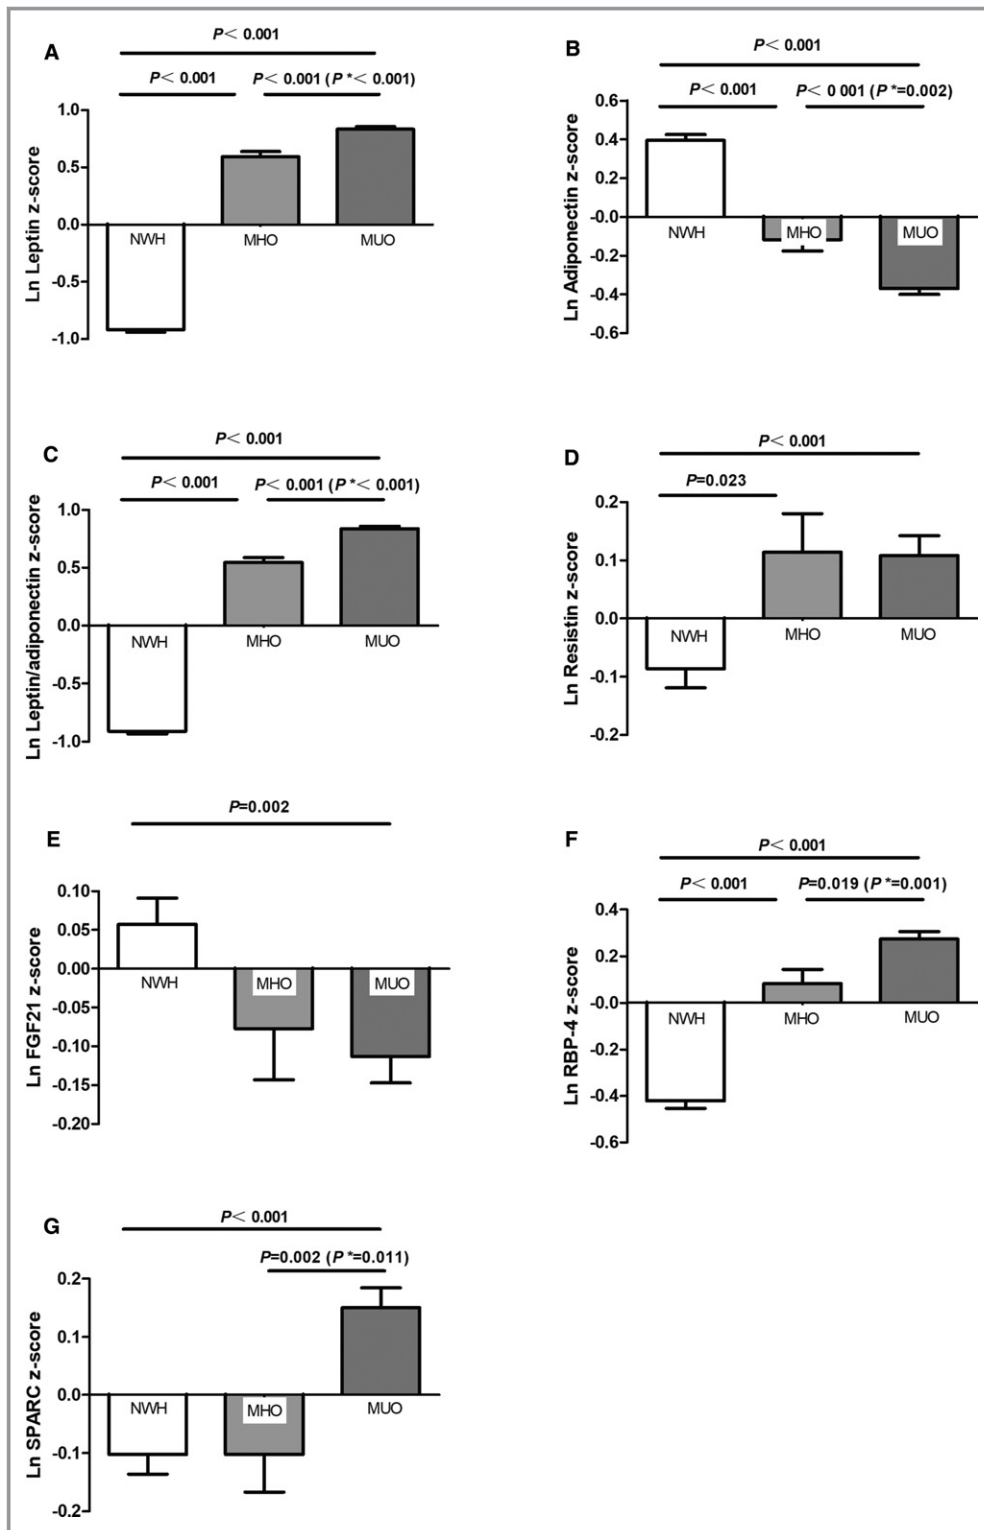 A
P< 0.001
P< 0.001
P< 0.001 (P *< 0.001)
Ln Leptin z-score
1.0
0.5
0.0
-0.5
-1.0
NWH
MHO
MUO
B
P< 0.001
P< 0.001
P< 0 001 (P *=0.002)
Ln Adiponectin z-score
0.6
0.4
0.2
-0.0
-0.2
-0.4
-0.6
NWH
MHO
MUO
C
P< 0.001
P< 0.001
P< 0.001 (P *< 0.001)
Ln Leptin/adiponectin z-score
1.0
0.5
0.0
-0.5
-1.0
NWH
MHO
MUO
D
P< 0.001
P=0.023
Ln Resistin z-score
0.2
0.1
0.0
-0.1
-0.2
NWH
MHO
MUO
E
P=0.002
Ln FGF21 z-score
0.10
0.05
0.00
-0.05
-0.10
-0.15
-0.20
NWH
MHO
MUO
F
P< 0.001
P< 0.001
P=0.019 (P *=0.001)
Ln RBP-4 z-score
0.4
0.2
-0.0
-0.2
-0.4
-0.6
NWH
MHO
MUO
G
P< 0.001
P=0.002 (P *=0.011)
Ln SPARC z-score
0.2
0.1
0.0
-0.1
-0.2
NWH
MHO
MUO